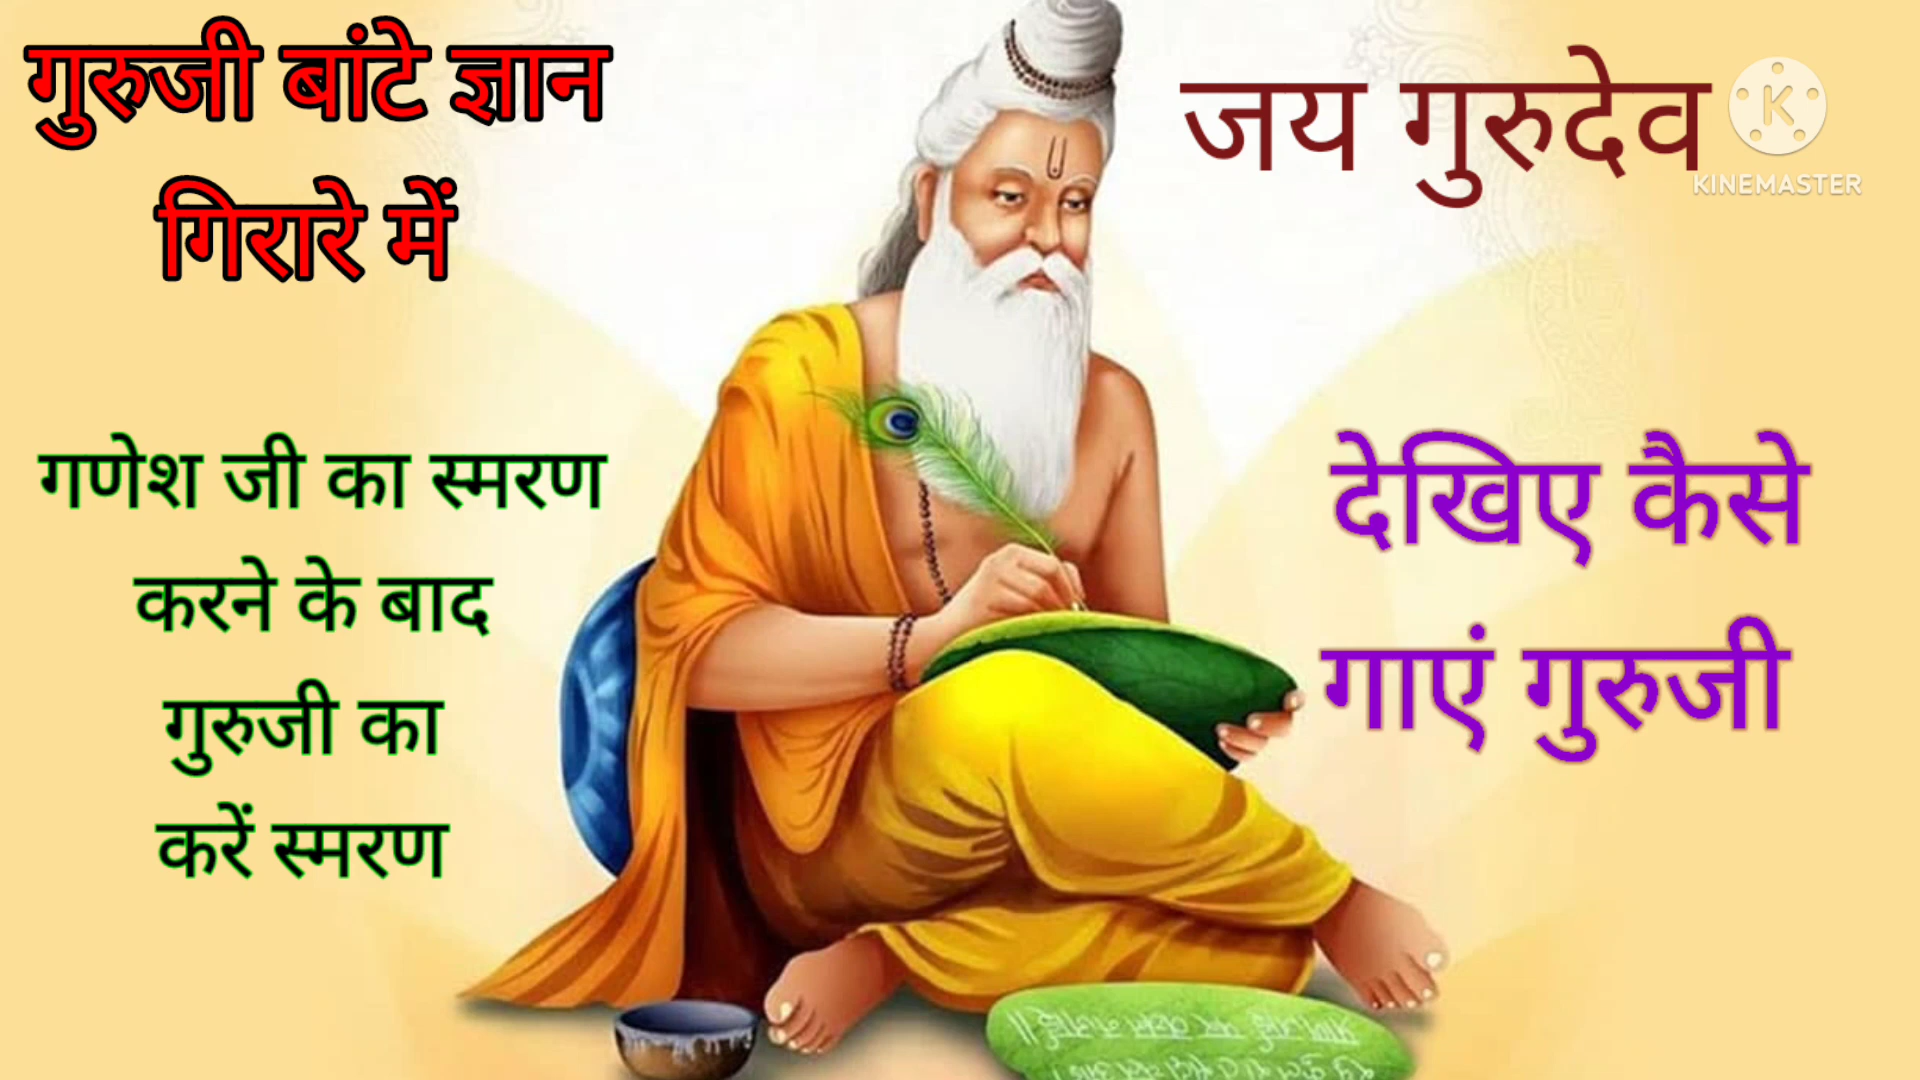 गुरुजी बांटे ज्ञान
गिरारे में
जय गुरुदेव
KINEMASTER
गणेश जी का स्मरण
करने के बाद
गुरुजी का
करें स्मरण
देखिए कैसे
गाएं गुरुजी